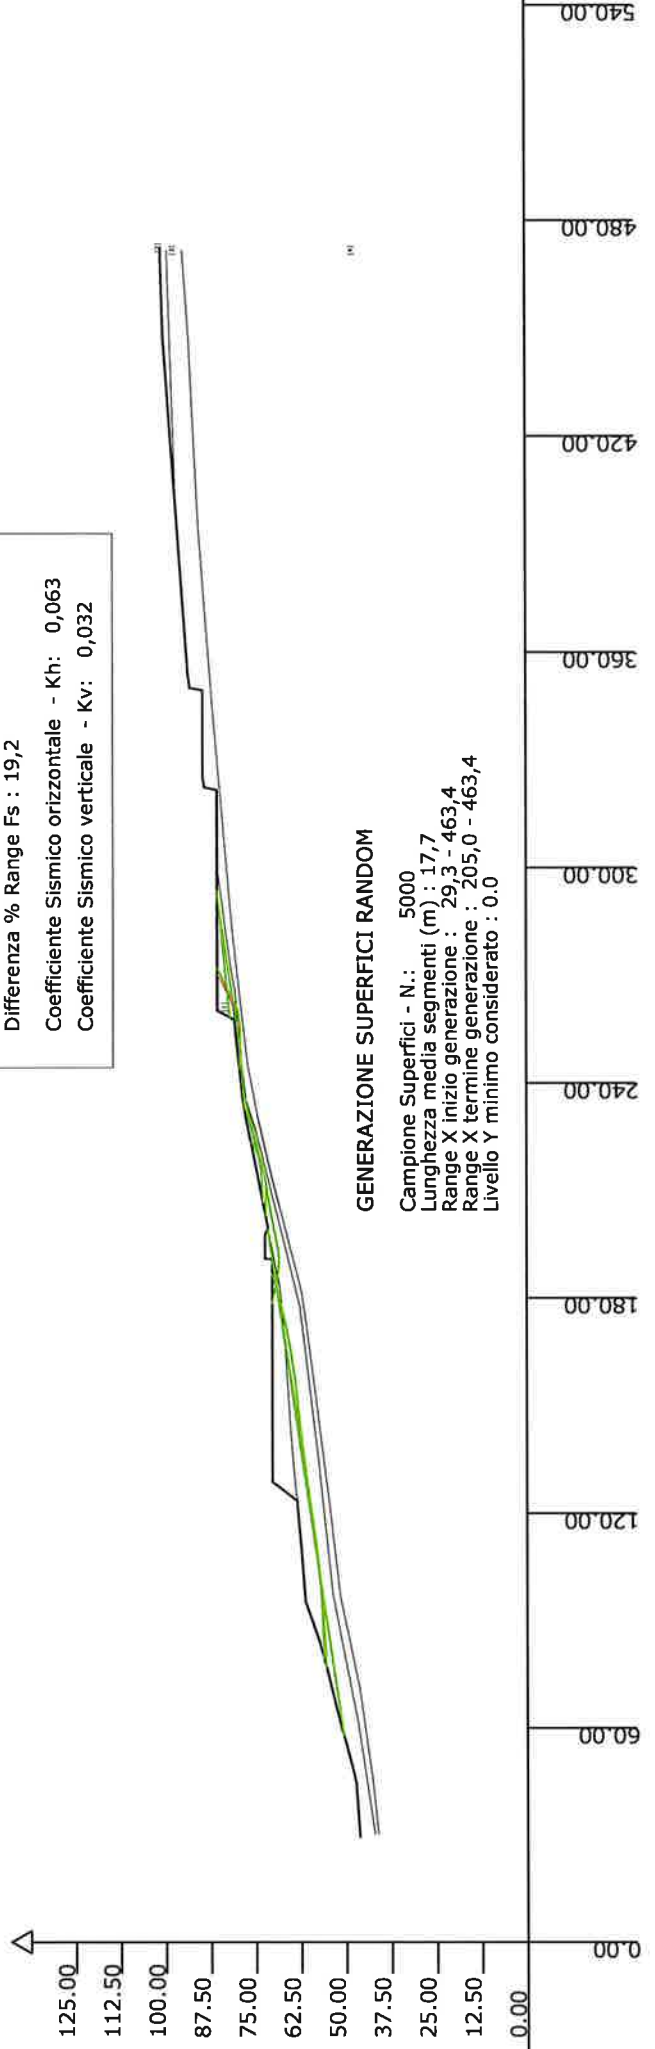 Differenza % Range Fs : 19,2
Coefficiente Sismico orizzontale - Kh: 0,063
Coefficiente Sismico verticale - Kv: 0,032
GENERAZIONE SUPERFICI RANDOM
Campione Superfici - N.: 5000
Lunghezza media segmenti (m) : 17,7
Range X inizio generazione : 29,3 - 463,4
Range X termine generazione : 205,0 - 463,4
Livello Y minimo considerato : 0.0
125.00
112.50
100.00
87.50
75.00
62.50
50.00
37.50
25.00
12.50
0.00
0.00
60.00
120.00
180.00
240.00
300.00
360.00
420.00
480.00
540.00